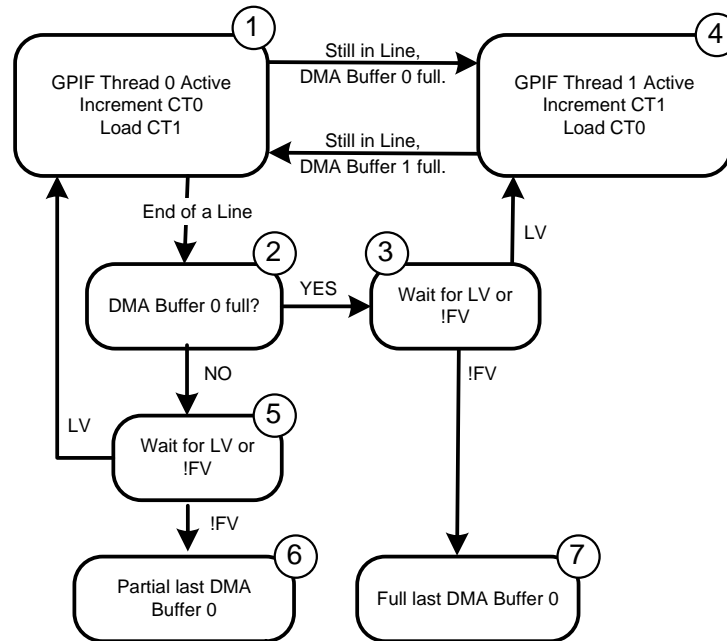 1
GPIF Thread 0 Active
Increment CT0
Load CT1
Still in Line,
DMA Buffer 0 full.
4
GPIF Thread 1 Active
Increment CT1
Load CT0
Still in Line,
DMA Buffer 1 full.
End of a Line
LV
2
DMA Buffer 0 full?
YES
3
Wait for LV or
!FV
NO
!FV
LV
5
Wait for LV or
!FV
!FV
6
Partial last DMA
Buffer 0
7
Full last DMA Buffer 0